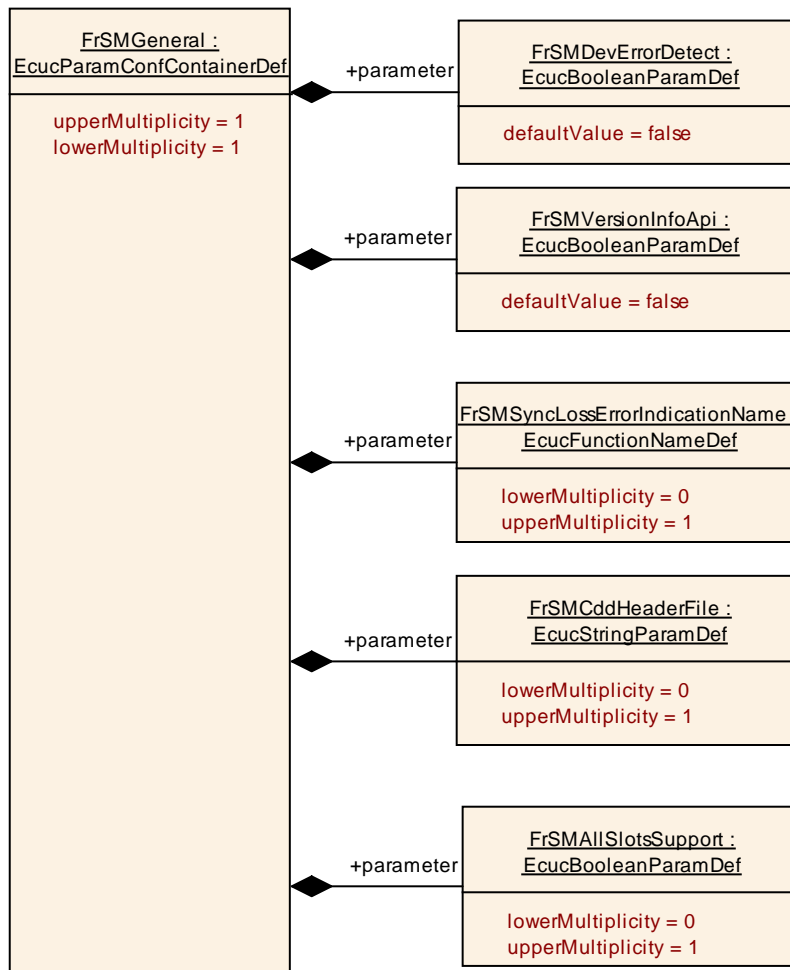 FrSMGeneral :
EcucParamConfContainerDef
upperMultiplicity = 1
lowerMultiplicity = 1
+parameter
FrSMDevErrorDetect :
EcucBooleanParamDef
defaultValue = false
+parameter
FrSMVersionInfoApi :
EcucBooleanParamDef
defaultValue = false
+parameter
FrSMSyncLossErrorIndicationName
EcucFunctionNameDef
lowerMultiplicity = 0
upperMultiplicity = 1
+parameter
FrSMCddHeaderFile :
EcucStringParamDef
lowerMultiplicity = 0
upperMultiplicity = 1
+parameter
FrSMAllSlotsSupport :
EcucBooleanParamDef
lowerMultiplicity = 0
upperMultiplicity = 1